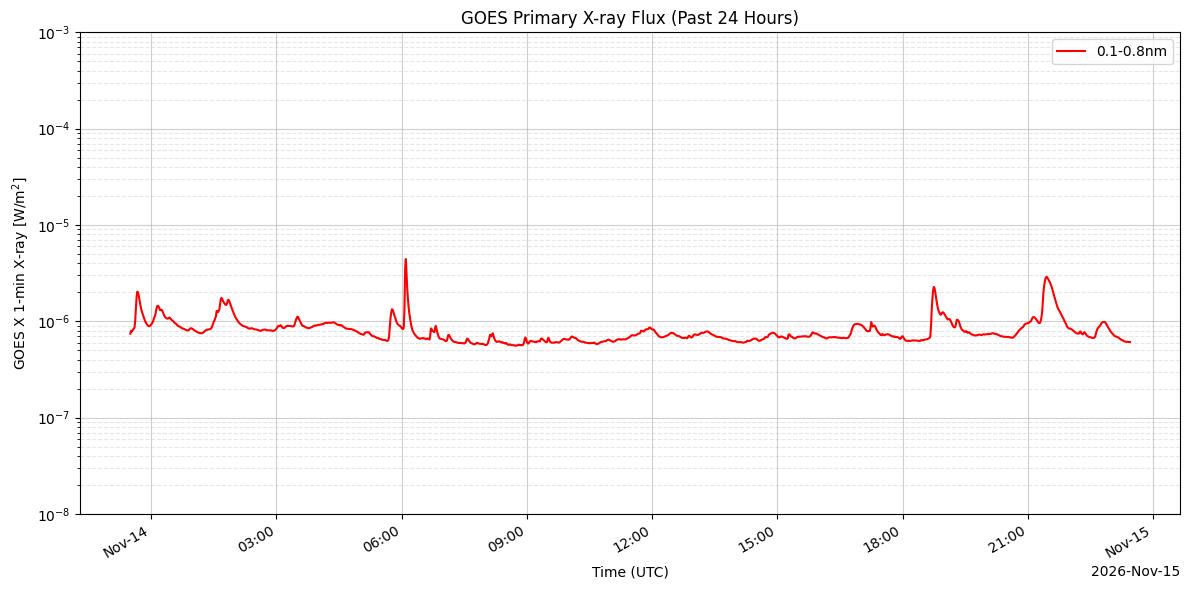 GOES Primary X-ray Flux (Past 24 Hours)
0.1-0.8nm
GOES X 1-min X-ray [W/m²]
10⁻³
10⁻⁴
10⁻⁵
10⁻⁶
10⁻⁷
10⁻⁸
Nov-14 03:00 06:00 09:00 12:00 15:00 18:00 21:00 Nov-15
Time (UTC)
2026-Nov-15